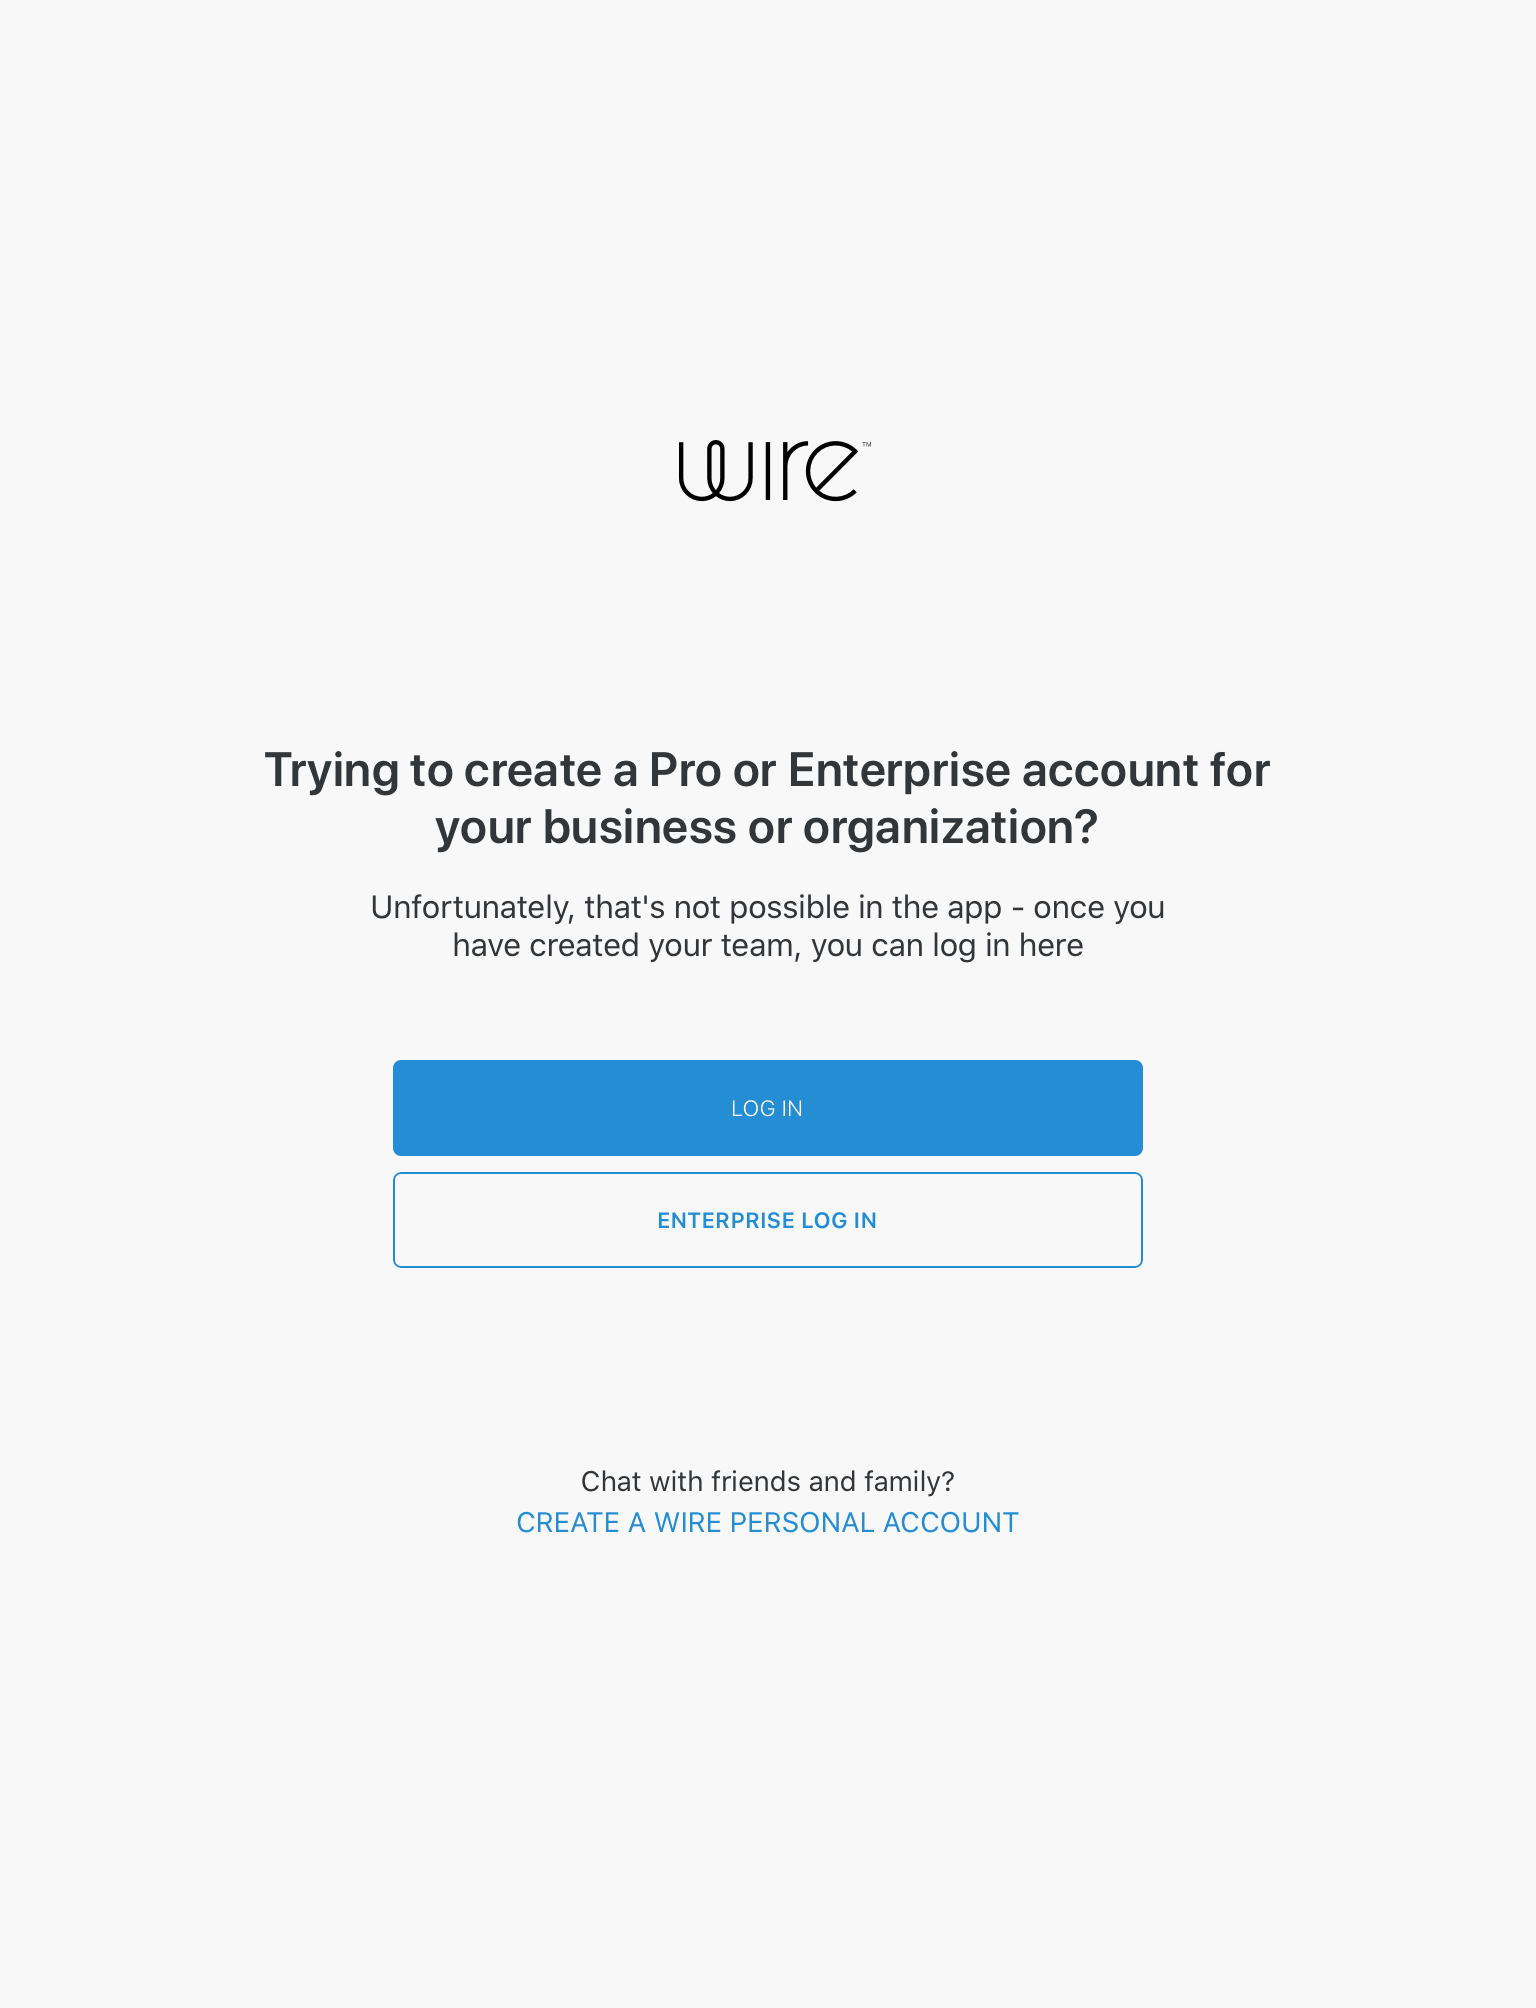 wire™
Trying to create a Pro or Enterprise account for
your business or organization?
Unfortunately, that's not possible in the app - once you
have created your team, you can log in here
LOG IN
ENTERPRISE LOG IN
Chat with friends and family?
CREATE A WIRE PERSONAL ACCOUNT